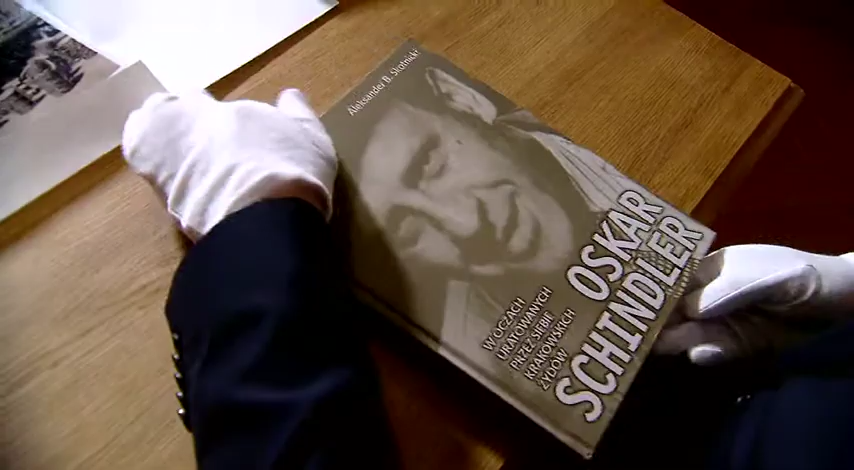 Aleksander B. Skotnicki
OSKAR
SCHINDLER
W OCZACH
URATOWANYCH
PRZEZ SIEBIE
KRAKOWSKICH
ŻYDÓW